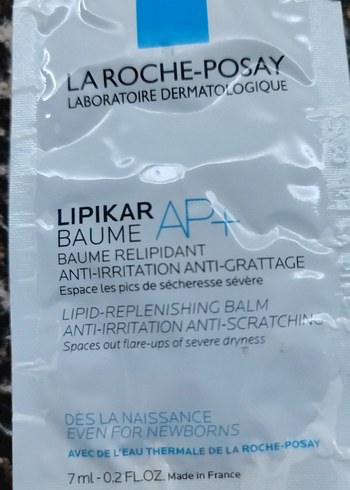 LA ROCHE-POSAY
LABORATOIRE DERMATOLOGIQUE
LIPIKAR AP+
BAUME
BAUME RELIPIDANT
ANTI-IRRITATION ANTI-GRATTAGE
Espace les pics de sécheresse sévère
LIPID-REPLENISHING BALM
ANTI-IRRITATION ANTI-SCRATCHING
Spaces out flare-ups of severe dryness
DÈS LA NAISSANCE
EVEN FOR NEWBORNS
AVEC DE L'EAU THERMALE DE LA ROCHE-POSAY
7 ml - 0.2 FL.OZ. Made in France